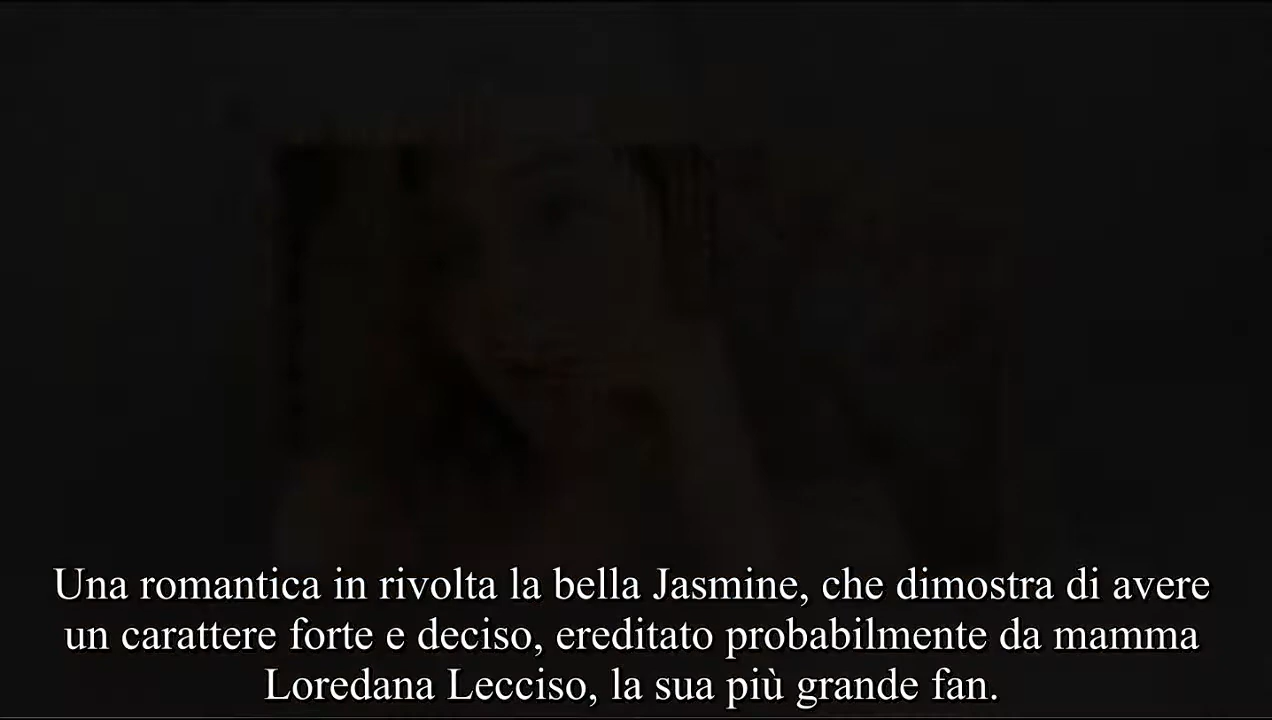 Una romantica in rivolta la bella Jasmine, che dimostra di avere
un carattere forte e deciso, ereditato probabilmente da mamma
Loredana Lecciso, la sua più grande fan.